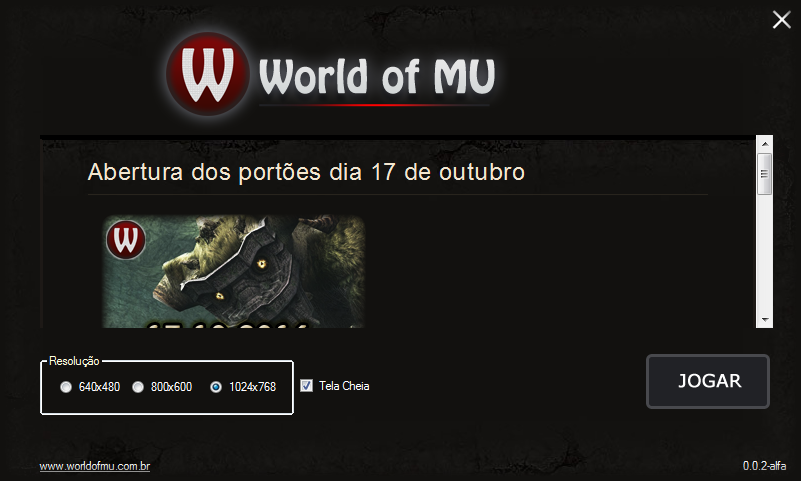 W World of MU
Abertura dos portões dia 17 de outubro
W
Resolução
640x480 800x600 1024x768 Tela Cheia
JOGAR
www.worldofmu.com.br
0.0.2-alfa